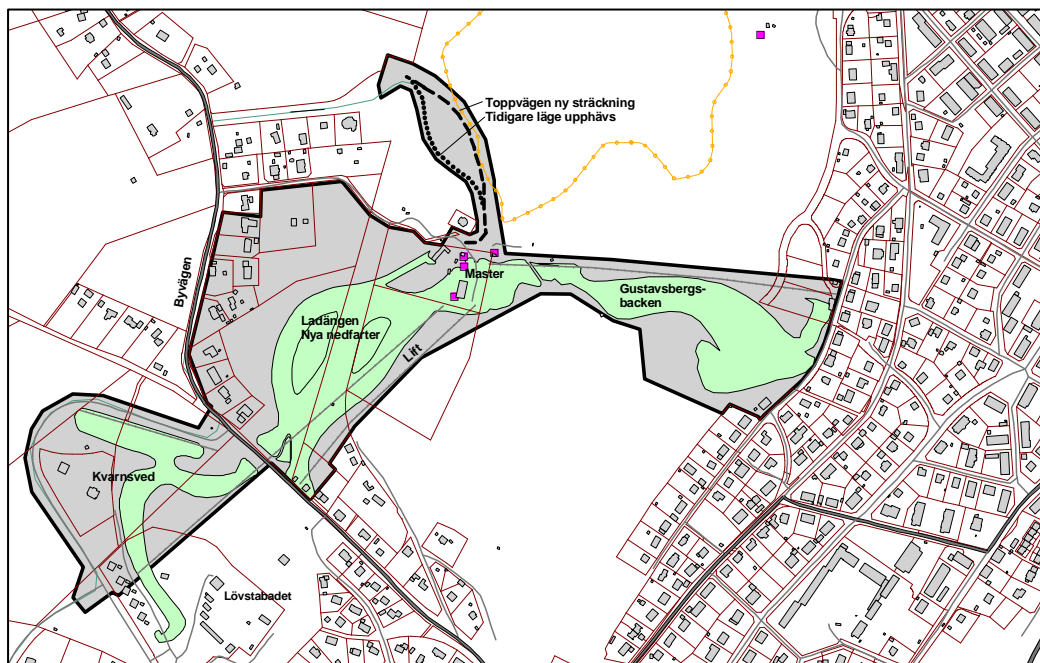 Toppvägen ny sträckning
Tidigare läge upphävs
Byvägen
Master
Gustavsbergs-
backen
Ladängen
Nya nedfarter
Lift
Kvarnsved
Lövstabadet